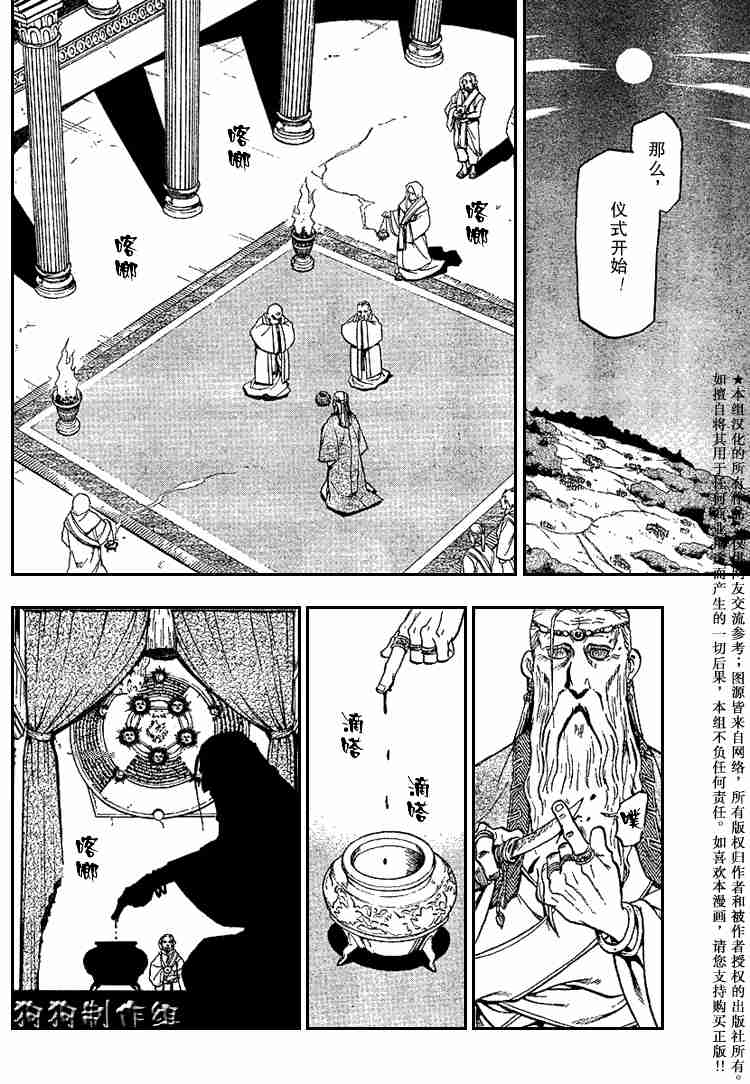 那么，
仪式开始！
喀啷
喀啷
喀啷
噗
滴嗒
滴嗒
喀啷
★本组汉化的所有作
友交流参考；图源皆来自网络，所有版权归作者和被作者授权的出版社所有。
如擅自将其用于任何
而产生的一切后果，本组不负任何责任。如喜欢本漫画，请您支持购买正版!!
狗狗制作组